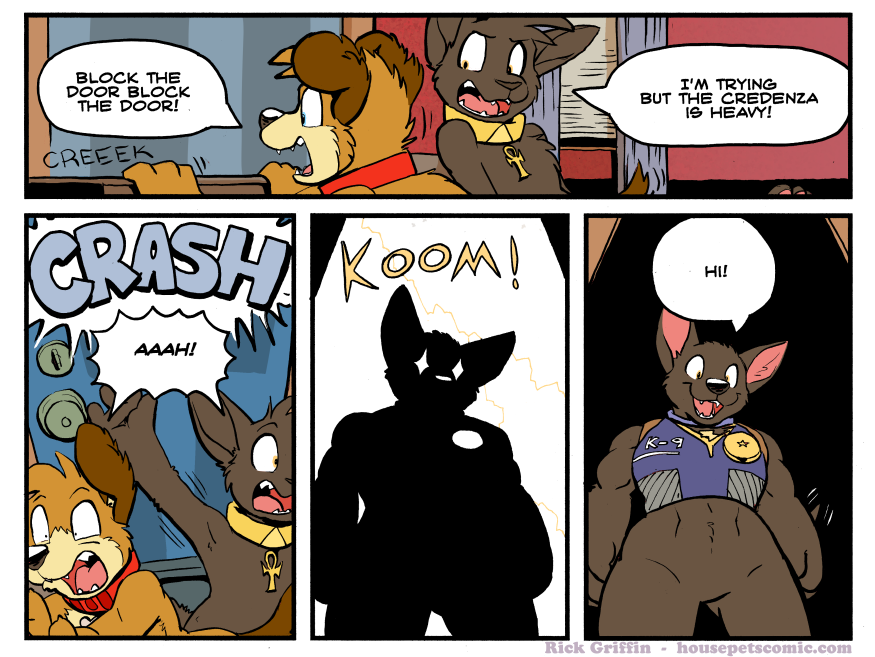 BLOCK THE
DOOR BLOCK
THE DOOR!
I'M TRYING
BUT THE CREDENZA
IS HEAVY!
CREEEK
CRASH
AAAH!
KOOM!
HI!
K-9
Rick Griffin - housepetscomic.com